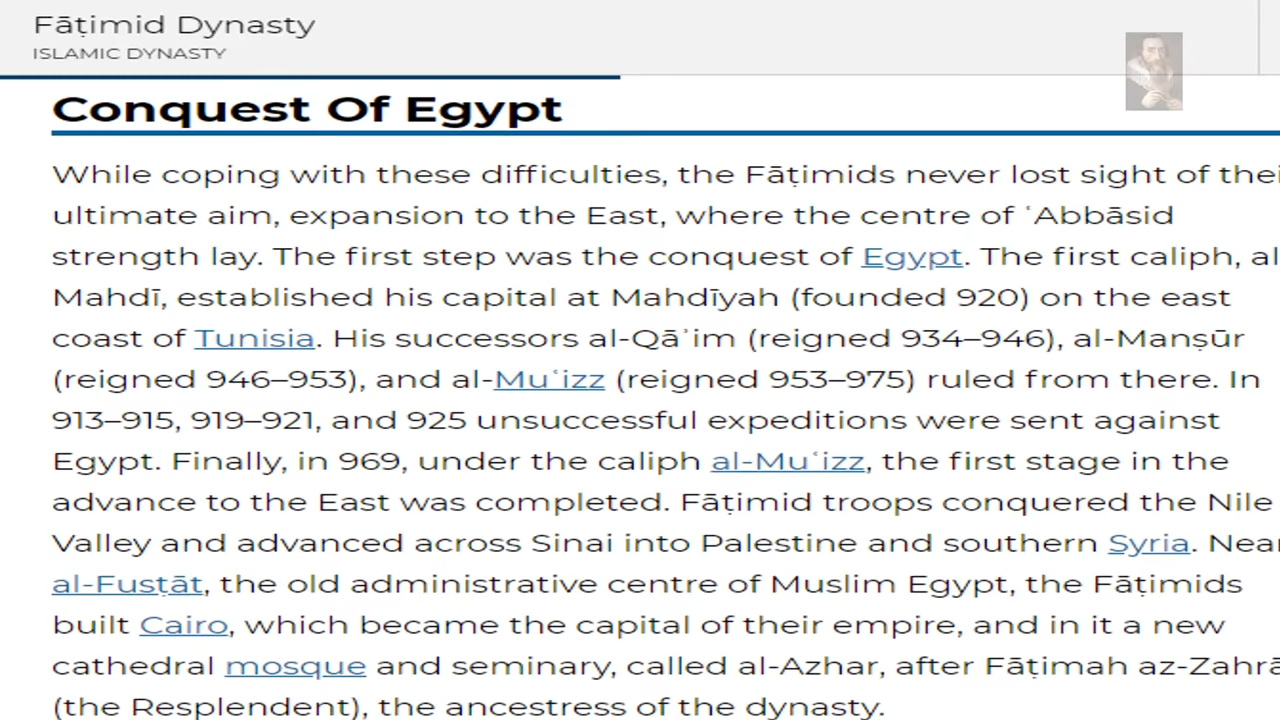 Fāṭimid Dynasty
ISLAMIC DYNASTY
Conquest Of Egypt
While coping with these difficulties, the Fāṭimids never lost sight of thei
ultimate aim, expansion to the East, where the centre of ʿAbbāsid
strength lay. The first step was the conquest of Egypt. The first caliph, al
Mahdī, established his capital at Mahdīyah (founded 920) on the east
coast of Tunisia. His successors al-Qāʾim (reigned 934–946), al-Manṣūr
(reigned 946–953), and al-Muʿizz (reigned 953–975) ruled from there. In
913–915, 919–921, and 925 unsuccessful expeditions were sent against
Egypt. Finally, in 969, under the caliph al-Muʿizz, the first stage in the
advance to the East was completed. Fāṭimid troops conquered the Nile
Valley and advanced across Sinai into Palestine and southern Syria. Near
al-Fusṭāṭ, the old administrative centre of Muslim Egypt, the Fāṭimids
built Cairo, which became the capital of their empire, and in it a new
cathedral mosque and seminary, called al-Azhar, after Fāṭimah az-Zahrā
(the Resplendent), the ancestress of the dynasty.